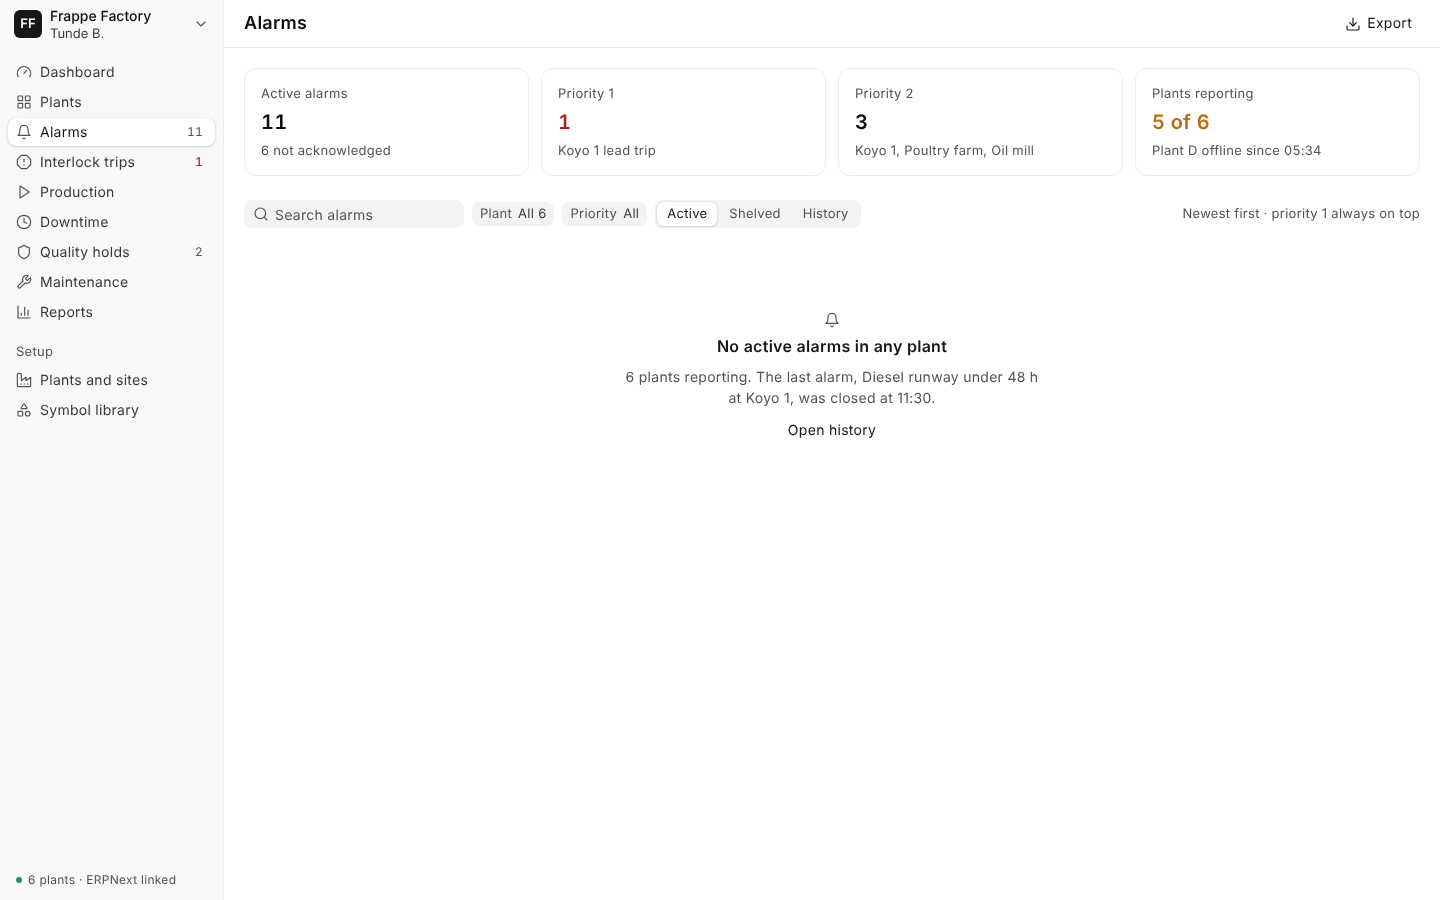 FF
Frappe Factory
Tunde B.
Dashboard
Plants
Alarms 11
Interlock trips 1
Production
Downtime
Quality holds 2
Maintenance
Reports
Setup
Plants and sites
Symbol library
6 plants · ERPNext linked
Alarms
Export
Active alarms
11
6 not acknowledged
Priority 1
1
Koyo 1 lead trip
Priority 2
3
Koyo 1, Poultry farm, Oil mill
Plants reporting
5 of 6
Plant D offline since 05:34
Search alarms
Plant All 6
Priority All
Active
Shelved
History
Newest first · priority 1 always on top
No active alarms in any plant
6 plants reporting. The last alarm, Diesel runway under 48 h
at Koyo 1, was closed at 11:30.
Open history